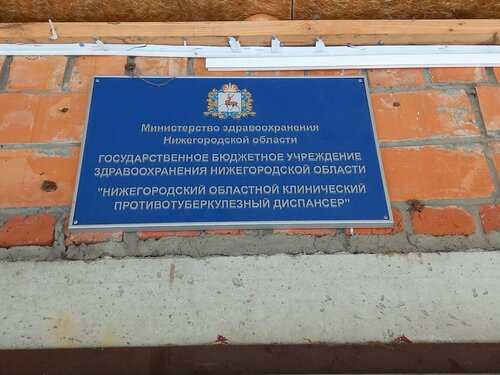 Министерство здравоохранения
Нижегородской области
ГОСУДАРСТВЕННОЕ БЮДЖЕТНОЕ УЧРЕЖДЕНИЕ
ЗДРАВООХРАНЕНИЯ НИЖЕГОРОДСКОЙ ОБЛАСТИ
"НИЖЕГОРОДСКИЙ ОБЛАСТНОЙ КЛИНИЧЕСКИЙ
ПРОТИВОТУБЕРКУЛЕЗНЫЙ ДИСПАНСЕР"